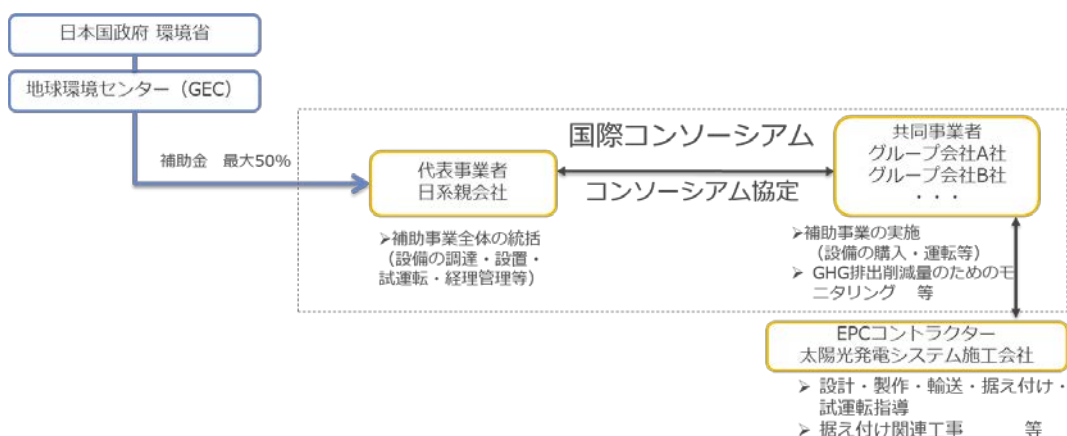 日本国政府 環境省
地球環境センター（GEC）
補助金　最大50%
国際コンソーシアム
代表事業者
日系親会社
コンソーシアム協定
共同事業者
グループ会社A社
グループ会社B社
・・・
➢補助事業全体の統括
（設備の調達・設置・
試運転・経理管理等）
➢補助事業の実施
（設備の購入・運転等）
➢ GHG排出削減量のためのモ
ニタリング　等
EPCコントラクター
太陽光発電システム施工会社
➢ 設計・製作・輸送・据え付け・
試運転指導
➢ 据え付け関連工事　　　等